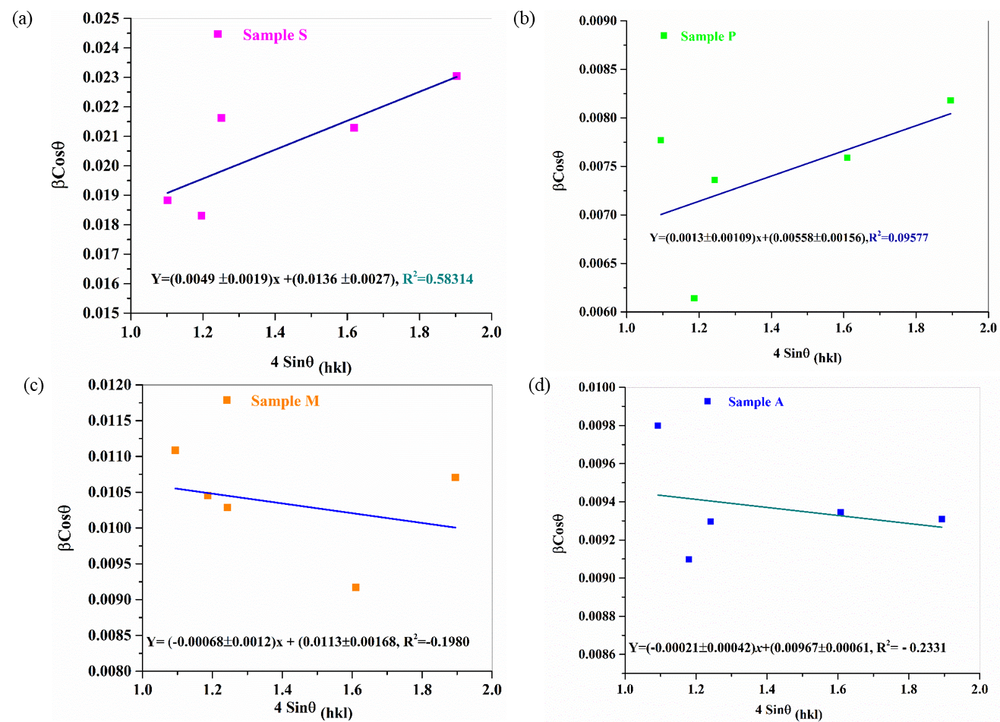 (a)
0.025
0.024
0.023
0.022
0.021
0.020
0.019
0.018
0.017
0.016
0.015
βCosθ
Sample S
Y=(0.0049 ±0.0019)x +(0.0136 ±0.0027), R²=0.58314
1.0 1.2 1.4 1.6 1.8 2.0
4 Sinθ (hkl)
(b)
0.0090
0.0085
0.0080
0.0075
0.0070
0.0065
0.0060
βCosθ
Sample P
Y=(0.0013±0.00109)x+(0.00558±0.00156),R²=0.09577
1.0 1.2 1.4 1.6 1.8 2.0
4 Sinθ (hkl)
(c)
0.0120
0.0115
0.0110
0.0105
0.0100
0.0095
0.0090
0.0085
0.0080
βCosθ
Sample M
Y= (-0.00068±0.0012)x + (0.0113±0.00168, R²=-0.1980
1.0 1.2 1.4 1.6 1.8 2.0
4 Sinθ (hkl)
(d)
0.0100
0.0098
0.0096
0.0094
0.0092
0.0090
0.0088
0.0086
βCosθ
Sample A
Y=(-0.00021±0.00042)x+(0.00967±0.00061, R²= - 0.2331
1.0 1.2 1.4 1.6 1.8 2.0
4 Sinθ (hkl)